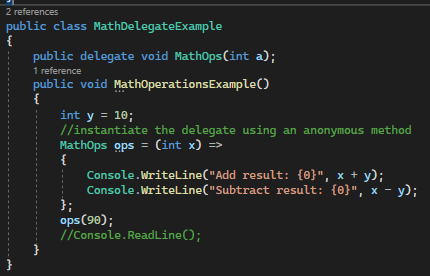 2 references
public class MathDelegateExample
{
public delegate void MathOps(int a);
1 reference
public void MathOperationsExample()
{
int y = 10;
//instantiate the delegate using an anonymous method
MathOps ops = (int x) =>
{
Console.WriteLine("Add result: {0}", x + y);
Console.WriteLine("Subtract result: {0}", x - y);
};
ops(90);
//Console.ReadLine();
}
}